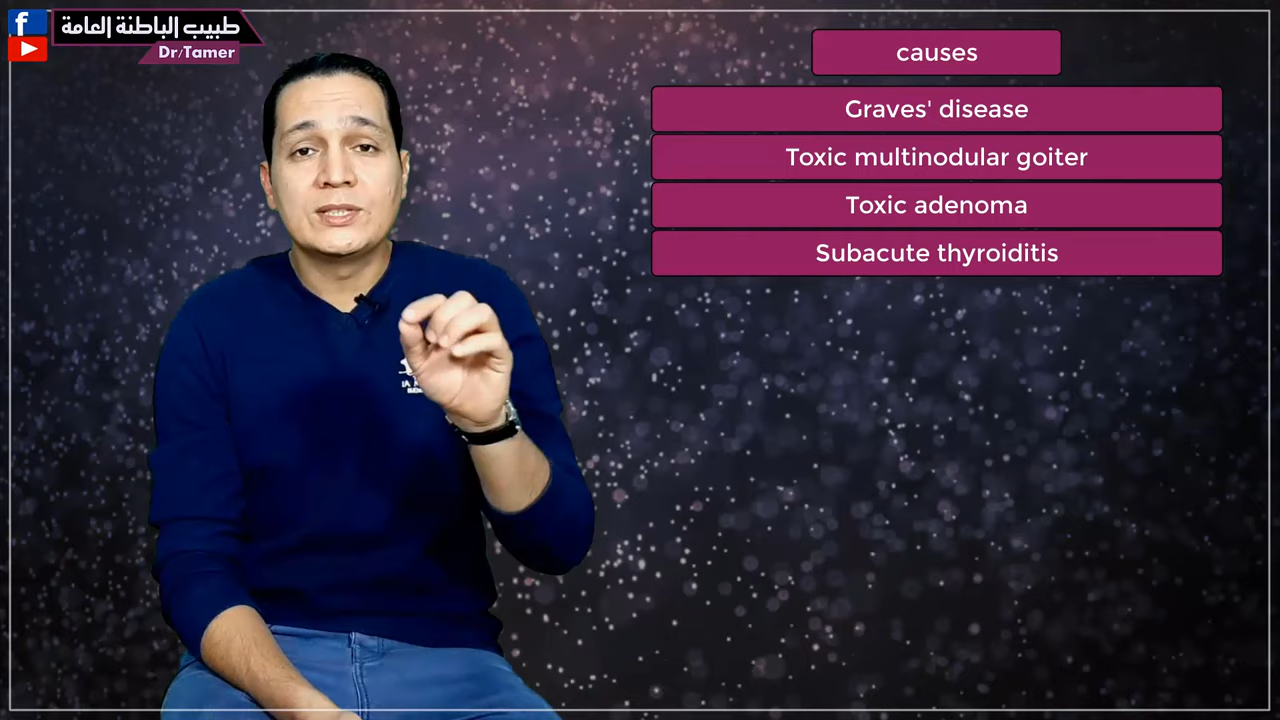 f
طبيب الباطنة العامة
Dr/Tamer
causes
Graves' disease
Toxic multinodular goiter
Toxic adenoma
Subacute thyroiditis